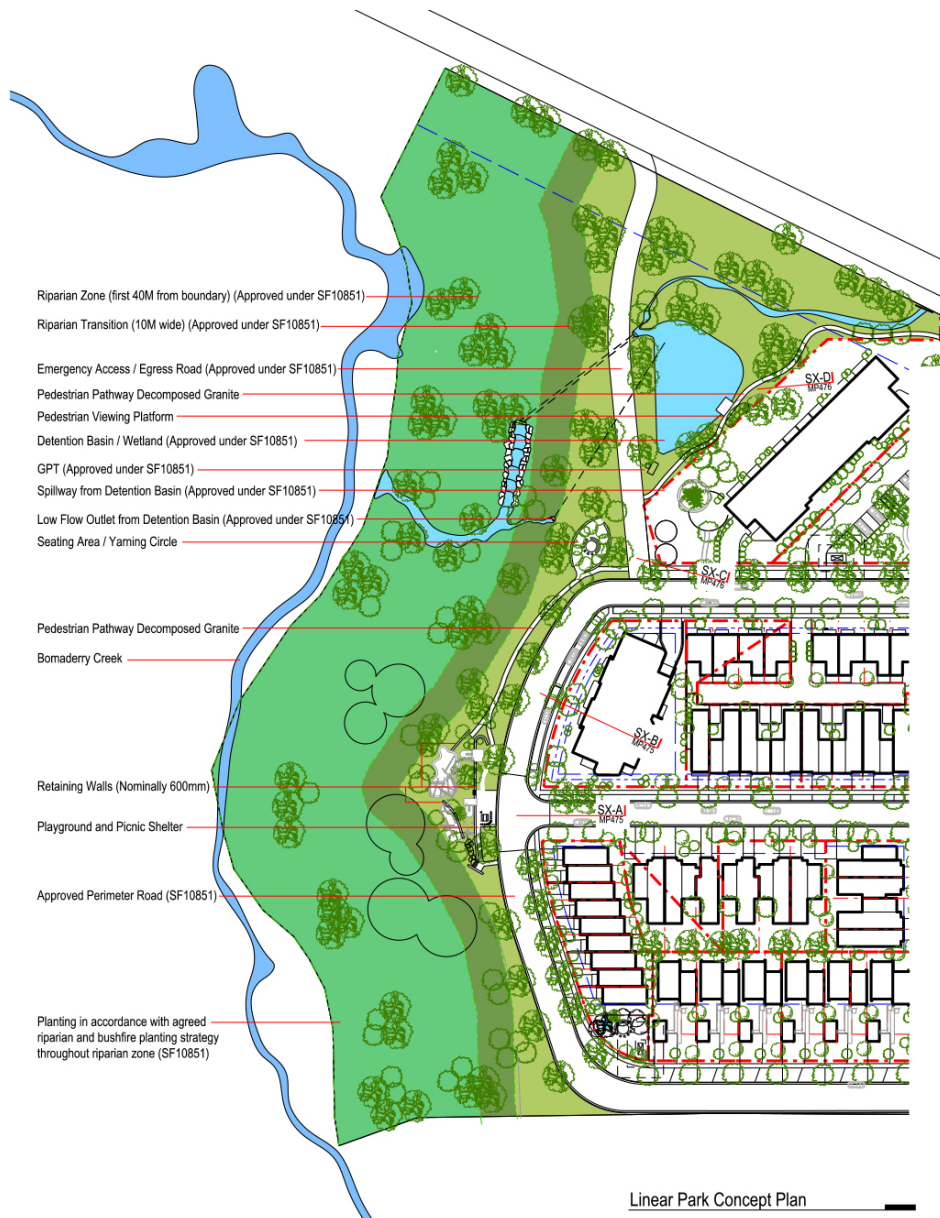 Riparian Zone (first 40M from boundary) (Approved under SF10851)
Riparian Transition (10M wide) (Approved under SF10851)
Emergency Access / Egress Road (Approved under SF10851)
SX-D
MP476
Pedestrian Pathway Decomposed Granite
Pedestrian Viewing Platform
Detention Basin / Wetland (Approved under SF10851)
GPT (Approved under SF10851)
Spillway from Detention Basin (Approved under SF10851)
Low Flow Outlet from Detention Basin (Approved under SF10851)
Seating Area / Yarning Circle
SX-C
MP476
Pedestrian Pathway Decomposed Granite
Bomaderry Creek
SX-B
MP475
Retaining Walls (Nominally 600mm)
SX-A
MP475
Playground and Picnic Shelter
Approved Perimeter Road (SF10851)
Planting in accordance with agreed
riparian and bushfire planting strategy
throughout riparian zone (SF10851)
Linear Park Concept Plan